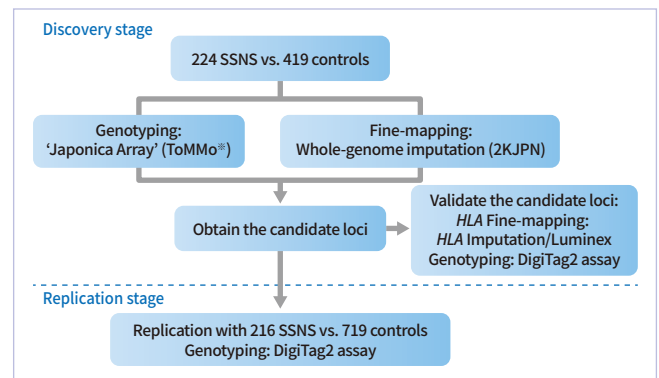 Discovery stage
224 SSNS vs. 419 controls
Genotyping:
'Japonica Array' (ToMMo※)
Fine-mapping:
Whole-genome imputation (2KJPN)
Obtain the candidate loci
Validate the candidate loci:
HLA Fine-mapping:
HLA Imputation/Luminex
Genotyping: DigiTag2 assay
Replication stage
Replication with 216 SSNS vs. 719 controls
Genotyping: DigiTag2 assay